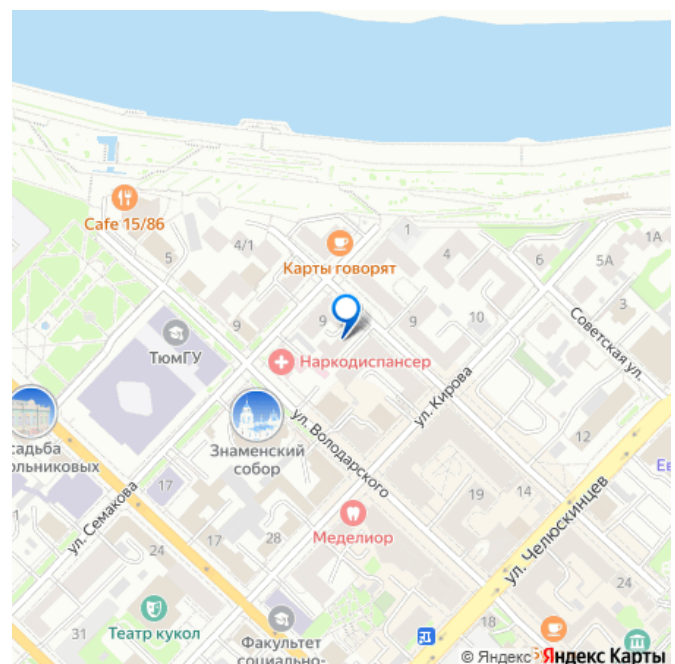 Cafe 15/86
5
4/1
Карты говорят
1
4
6
5А
1А
3
Советская ул.
9
9
9
10
ТюмГУ
Наркодиспансер
ул. Кирова
12
ул. Володарского
Знаменский
собор
17
ул. Семакова
19
14
ул. Челюскинцев
Меделиор
24
17
28
24
31
Театр кукол
18
Факультет
© Яндекс
Яндекс Карты